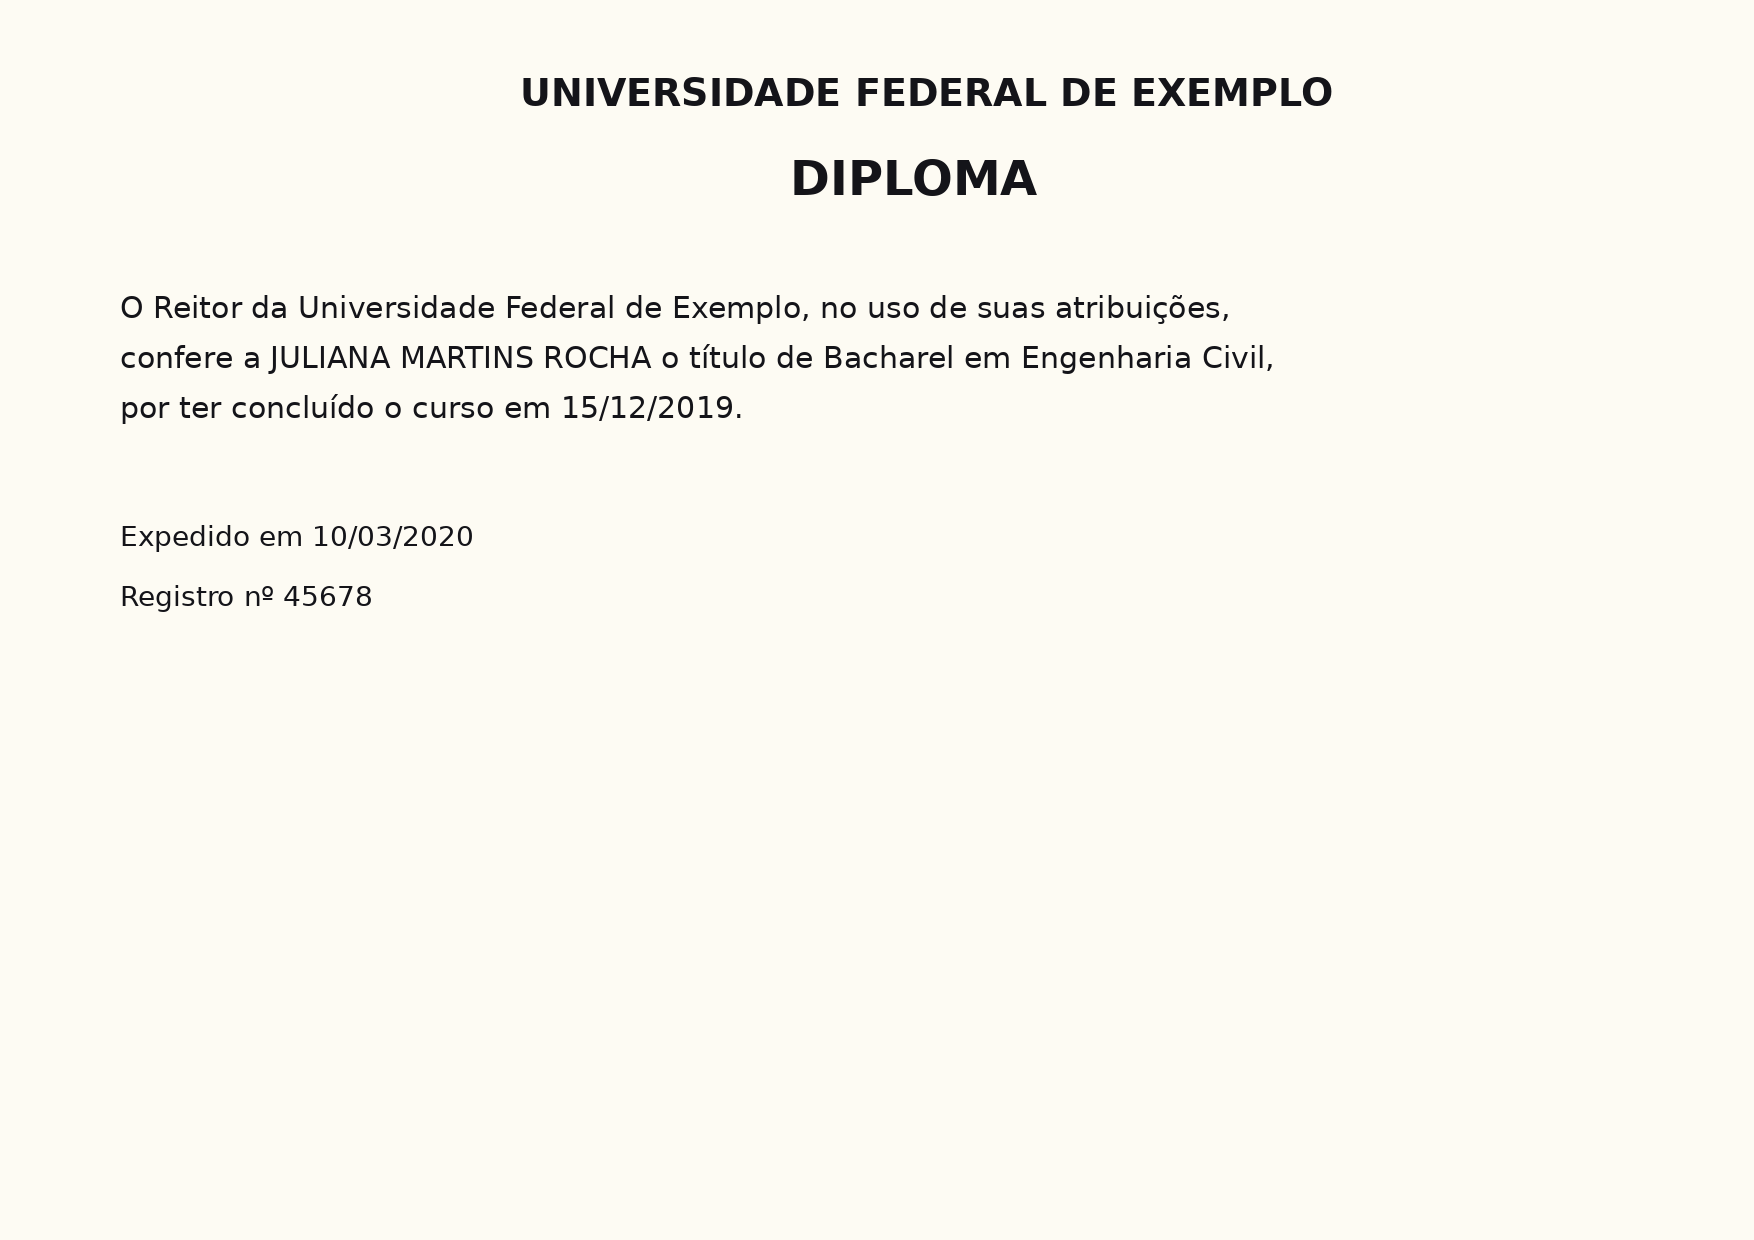 UNIVERSIDADE FEDERAL DE EXEMPLO
DIPLOMA
O Reitor da Universidade Federal de Exemplo, no uso de suas atribuições,
confere a JULIANA MARTINS ROCHA o título de Bacharel em Engenharia Civil,
por ter concluído o curso em 15/12/2019.
Expedido em 10/03/2020
Registro nº 45678